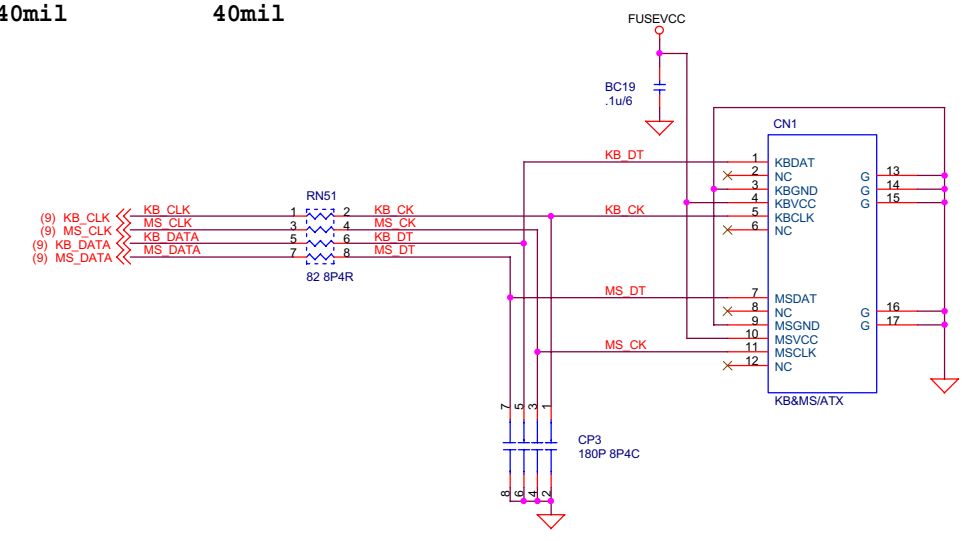 40mil 40mil
FUSEVCC
BC19
.1u/6
CN1
KB_DT 1 KBDAT
2 NC G 13
3 KBGND G 14
4 KBVCC G 15
KB_CK 5 KBCLK
6 NC
RN51
(9) KB_CLK KB_CLK 1 2 KB_CK
(9) MS_CLK MS_CLK 3 4 MS_CK
(9) KB_DATA KB_DATA 5 6 KB_DT
(9) MS_DATA MS_DATA 7 8 MS_DT
82 8P4R
MS_DT 7 MSDAT
8 NC G 16
9 MSGND G 17
10 MSVCC
MS_CK 11 MSCLK
12 NC
KB&MS/ATX
7 5 3 1
CP3
180P 8P4C
8 6 4 2